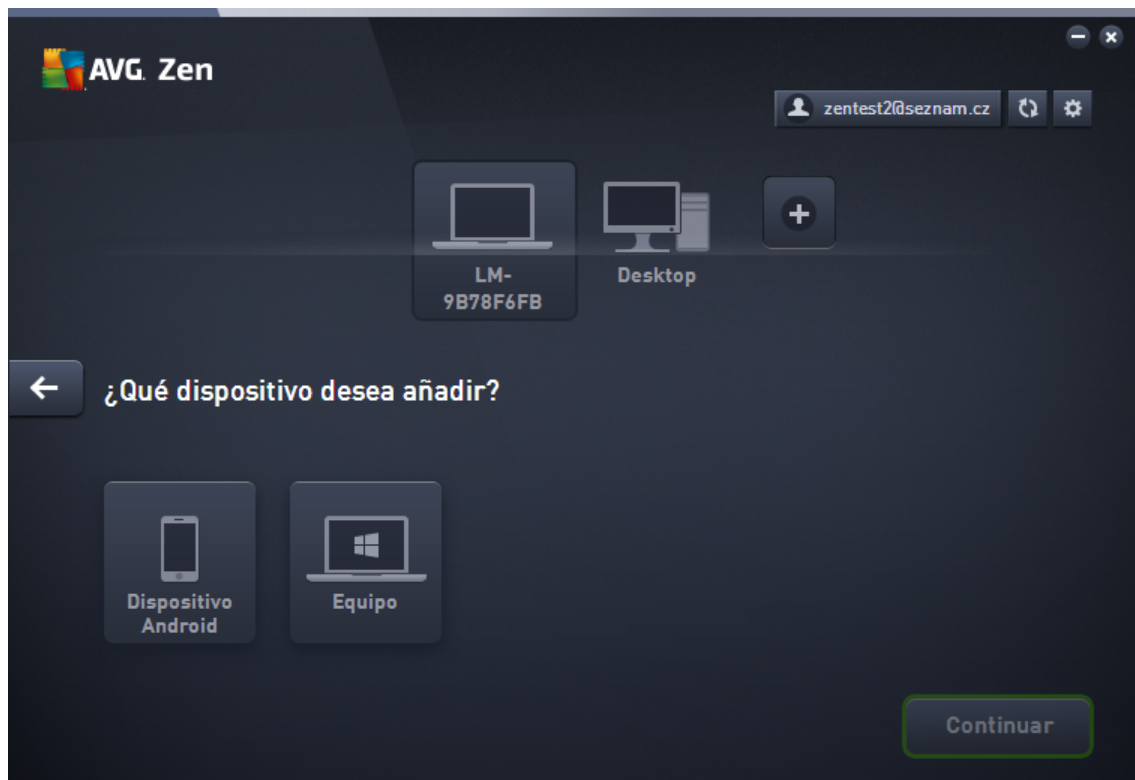 AVG. Zen
zentest2@seznam.cz
LM-
9B78F6FB
Desktop
¿Qué dispositivo desea añadir?
Dispositivo
Android
Equipo
Continuar